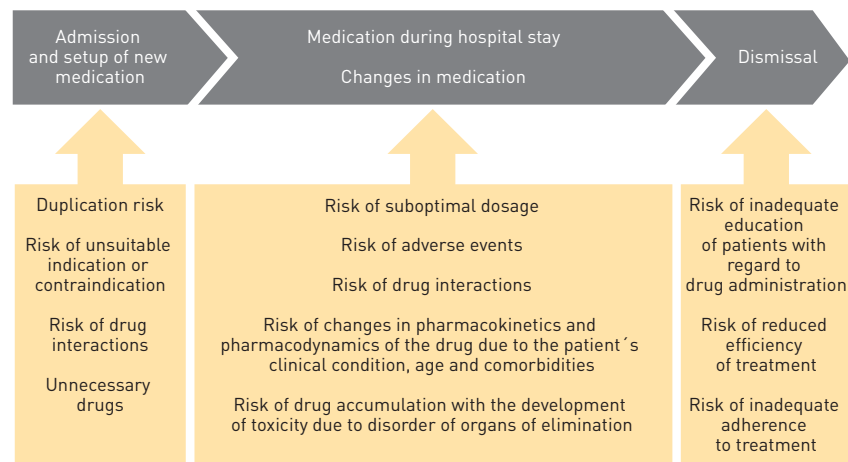 Admission
and setup of new
medication
Medication during hospital stay
Changes in medication
Dismissal
Duplication risk
Risk of unsuitable
indication or
contraindication
Risk of drug
interactions
Unnecessary
drugs
Risk of suboptimal dosage
Risk of adverse events
Risk of drug interactions
Risk of changes in pharmacokinetics and
pharmacodynamics of the drug due to the patient´s
clinical condition, age and comorbidities
Risk of drug accumulation with the development
of toxicity due to disorder of organs of elimination
Risk of inadequate
education
of patients with
regard to
drug administration
Risk of reduced
efficiency
of treatment
Risk of inadequate
adherence
to treatment